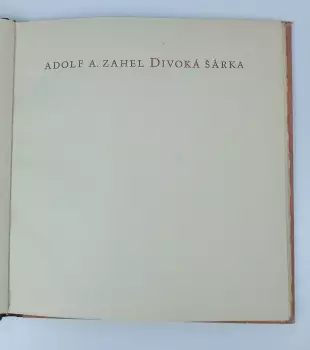 ADOLF A. ZAHEL DIVOKÁ ŠÁRKA